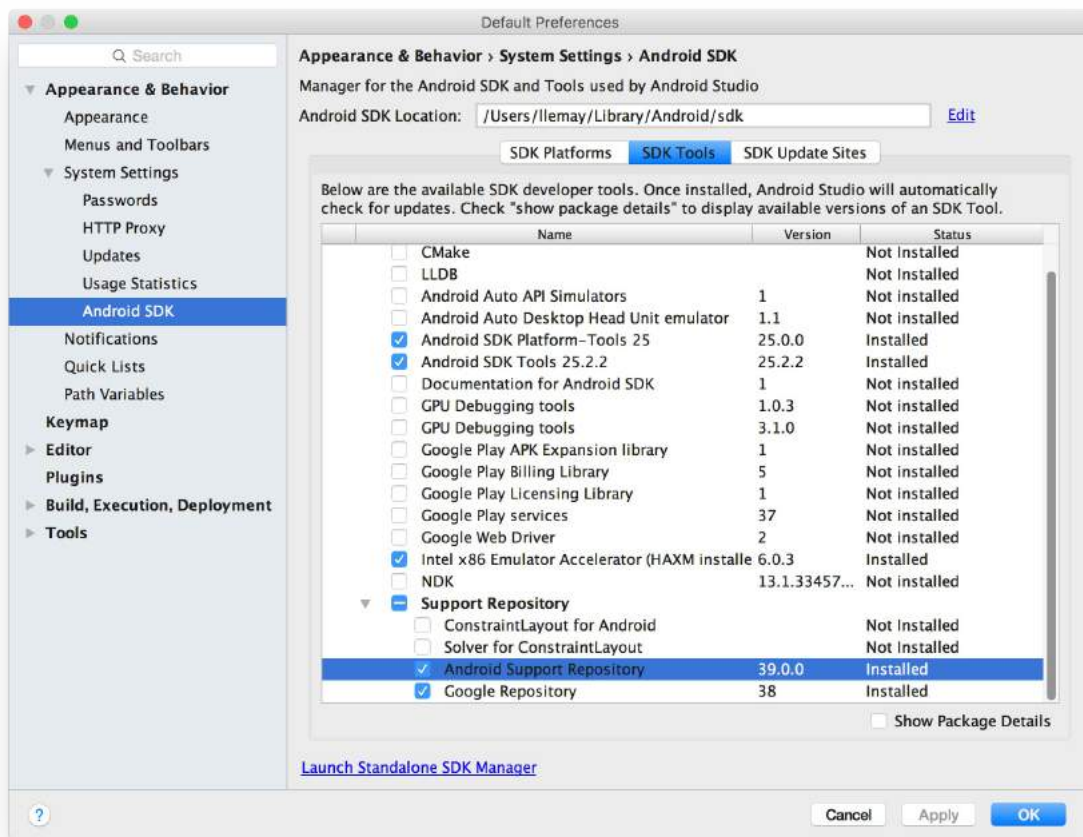 Default Preferences
Search
Appearance & Behavior
Appearance
Menus and Toolbars
System Settings
Passwords
HTTP Proxy
Updates
Usage Statistics
Android SDK
Notifications
Quick Lists
Path Variables
Keymap
Editor
Plugins
Build, Execution, Deployment
Tools
Appearance & Behavior › System Settings › Android SDK
Manager for the Android SDK and Tools used by Android Studio
Android SDK Location: /Users/llemay/Library/Android/sdk Edit
SDK Platforms SDK Tools SDK Update Sites
Below are the available SDK developer tools. Once installed, Android Studio will automatically
check for updates. Check "show package details" to display available versions of an SDK Tool.
Name Version Status
CMake Not Installed
LLDB Not Installed
Android Auto API Simulators 1 Not installed
Android Auto Desktop Head Unit emulator 1.1 Not installed
Android SDK Platform-Tools 25 25.0.0 Installed
Android SDK Tools 25.2.2 25.2.2 Installed
Documentation for Android SDK 1 Not installed
GPU Debugging tools 1.0.3 Not installed
GPU Debugging tools 3.1.0 Not installed
Google Play APK Expansion library 1 Not installed
Google Play Billing Library 5 Not installed
Google Play Licensing Library 1 Not installed
Google Play services 37 Not installed
Google Web Driver 2 Not installed
Intel x86 Emulator Accelerator (HAXM installe 6.0.3 Installed
NDK 13.1.33457... Not installed
Support Repository
ConstraintLayout for Android Not Installed
Solver for ConstraintLayout Not Installed
Android Support Repository 39.0.0 Installed
Google Repository 38 Installed
Show Package Details
Launch Standalone SDK Manager
? Cancel Apply OK